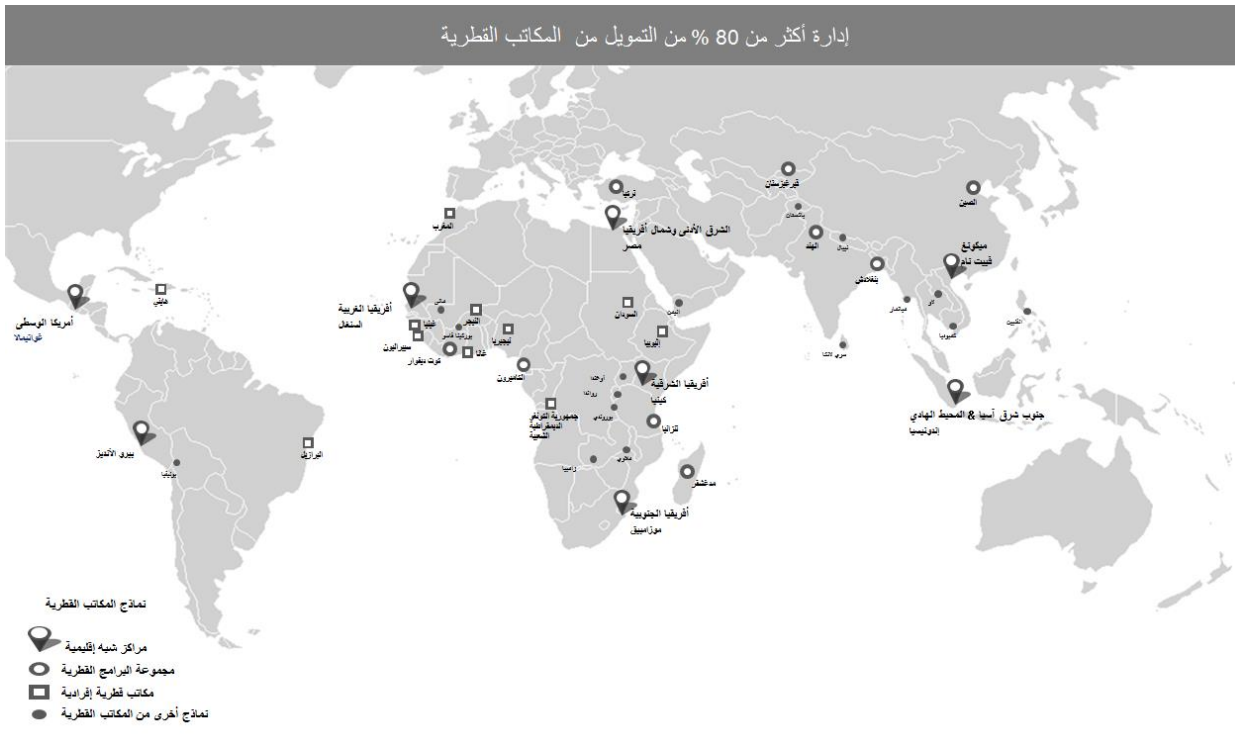 إدارة أكثر من 80 % من التمويل من المكاتب القطرية
قيرغيزستان
الصين
تركيا
باكستان
المغرب
الشرق الأدنى وشمال أفريقيا
مصر
الهند
نيبال
ميكونغ
فييت نام
بنغلاديش
هايتي
أمريكا الوسطى
غواتيمالا
أفريقيا الغربية
السنغال
مالي
النيجر
السودان
اليمن
ميانمار
لاو
الفلبين
غينيا
بوركينا فاسو
نيجيريا
إثيوبيا
كمبوديا
سيراليون
كوت ديفوار
غانا
سري لانكا
الكاميرون
أوغندا
أفريقيا الشرقية
كينيا
رواندا
بوروندي
جمهورية الكونغو
الديمقراطية
الشعبية
تنزانيا
جنوب شرق آسيا & المحيط الهادي
إندونيسيا
بيرو الأنديز
بوليفيا
البرازيل
زامبيا
ملاوي
مدغشقر
أفريقيا الجنوبية
موزامبيق
نماذج المكاتب القطرية
مراكز شبه إقليمية
مجموعة البرامج القطرية
مكاتب قطرية إفرادية
نماذج أخرى من المكاتب القطرية